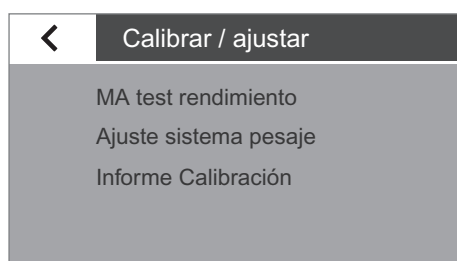 Calibrar / ajustar
MA test rendimiento
Ajuste sistema pesaje
Informe Calibración